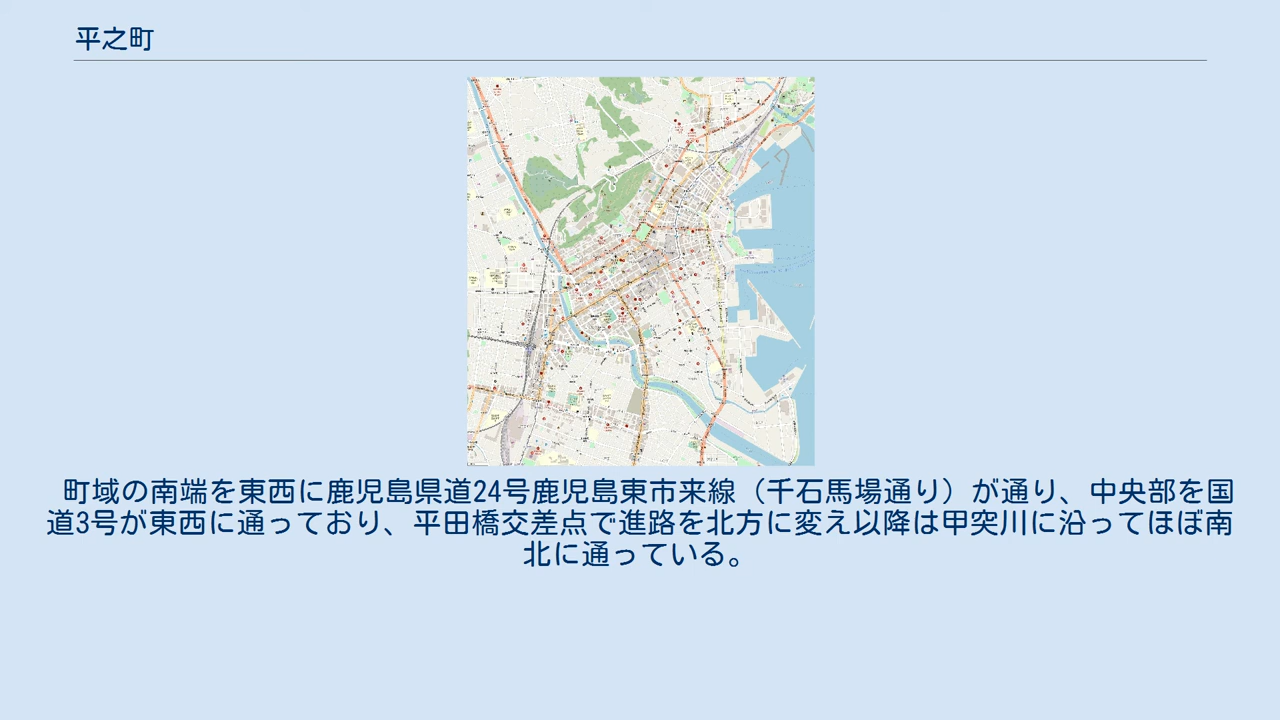 平之町
町域の南端を東西に鹿児島県道24号鹿児島東市来線（千石馬場通り）が通り、中央部を国
道3号が東西に通っており、平田橋交差点で進路を北方に変え以降は甲突川に沿ってほぼ南
北に通っている。